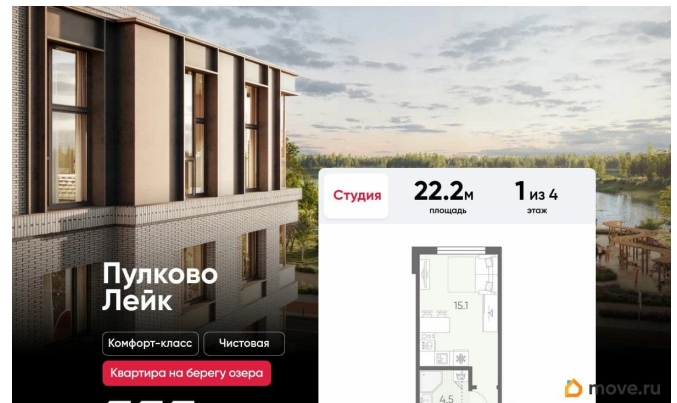 Студия
22.2м
площадь
1 из 4
этаж
Пулково
Лейк
15.1
Комфорт-класс
Чистовая
Квартира на берегу озера
4.5
move.ru